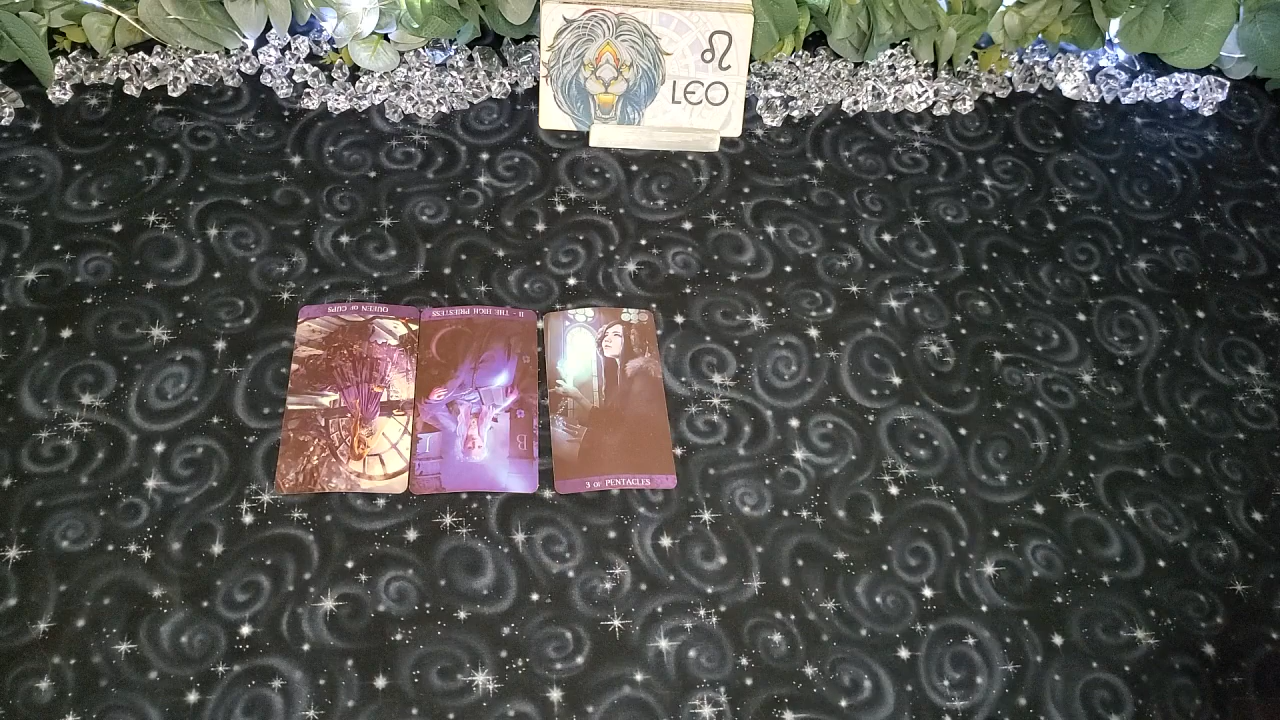 ♌
LEO
QUEEN OF CUPS
II - THE HIGH PRIESTESS
B
3 OF PENTACLES